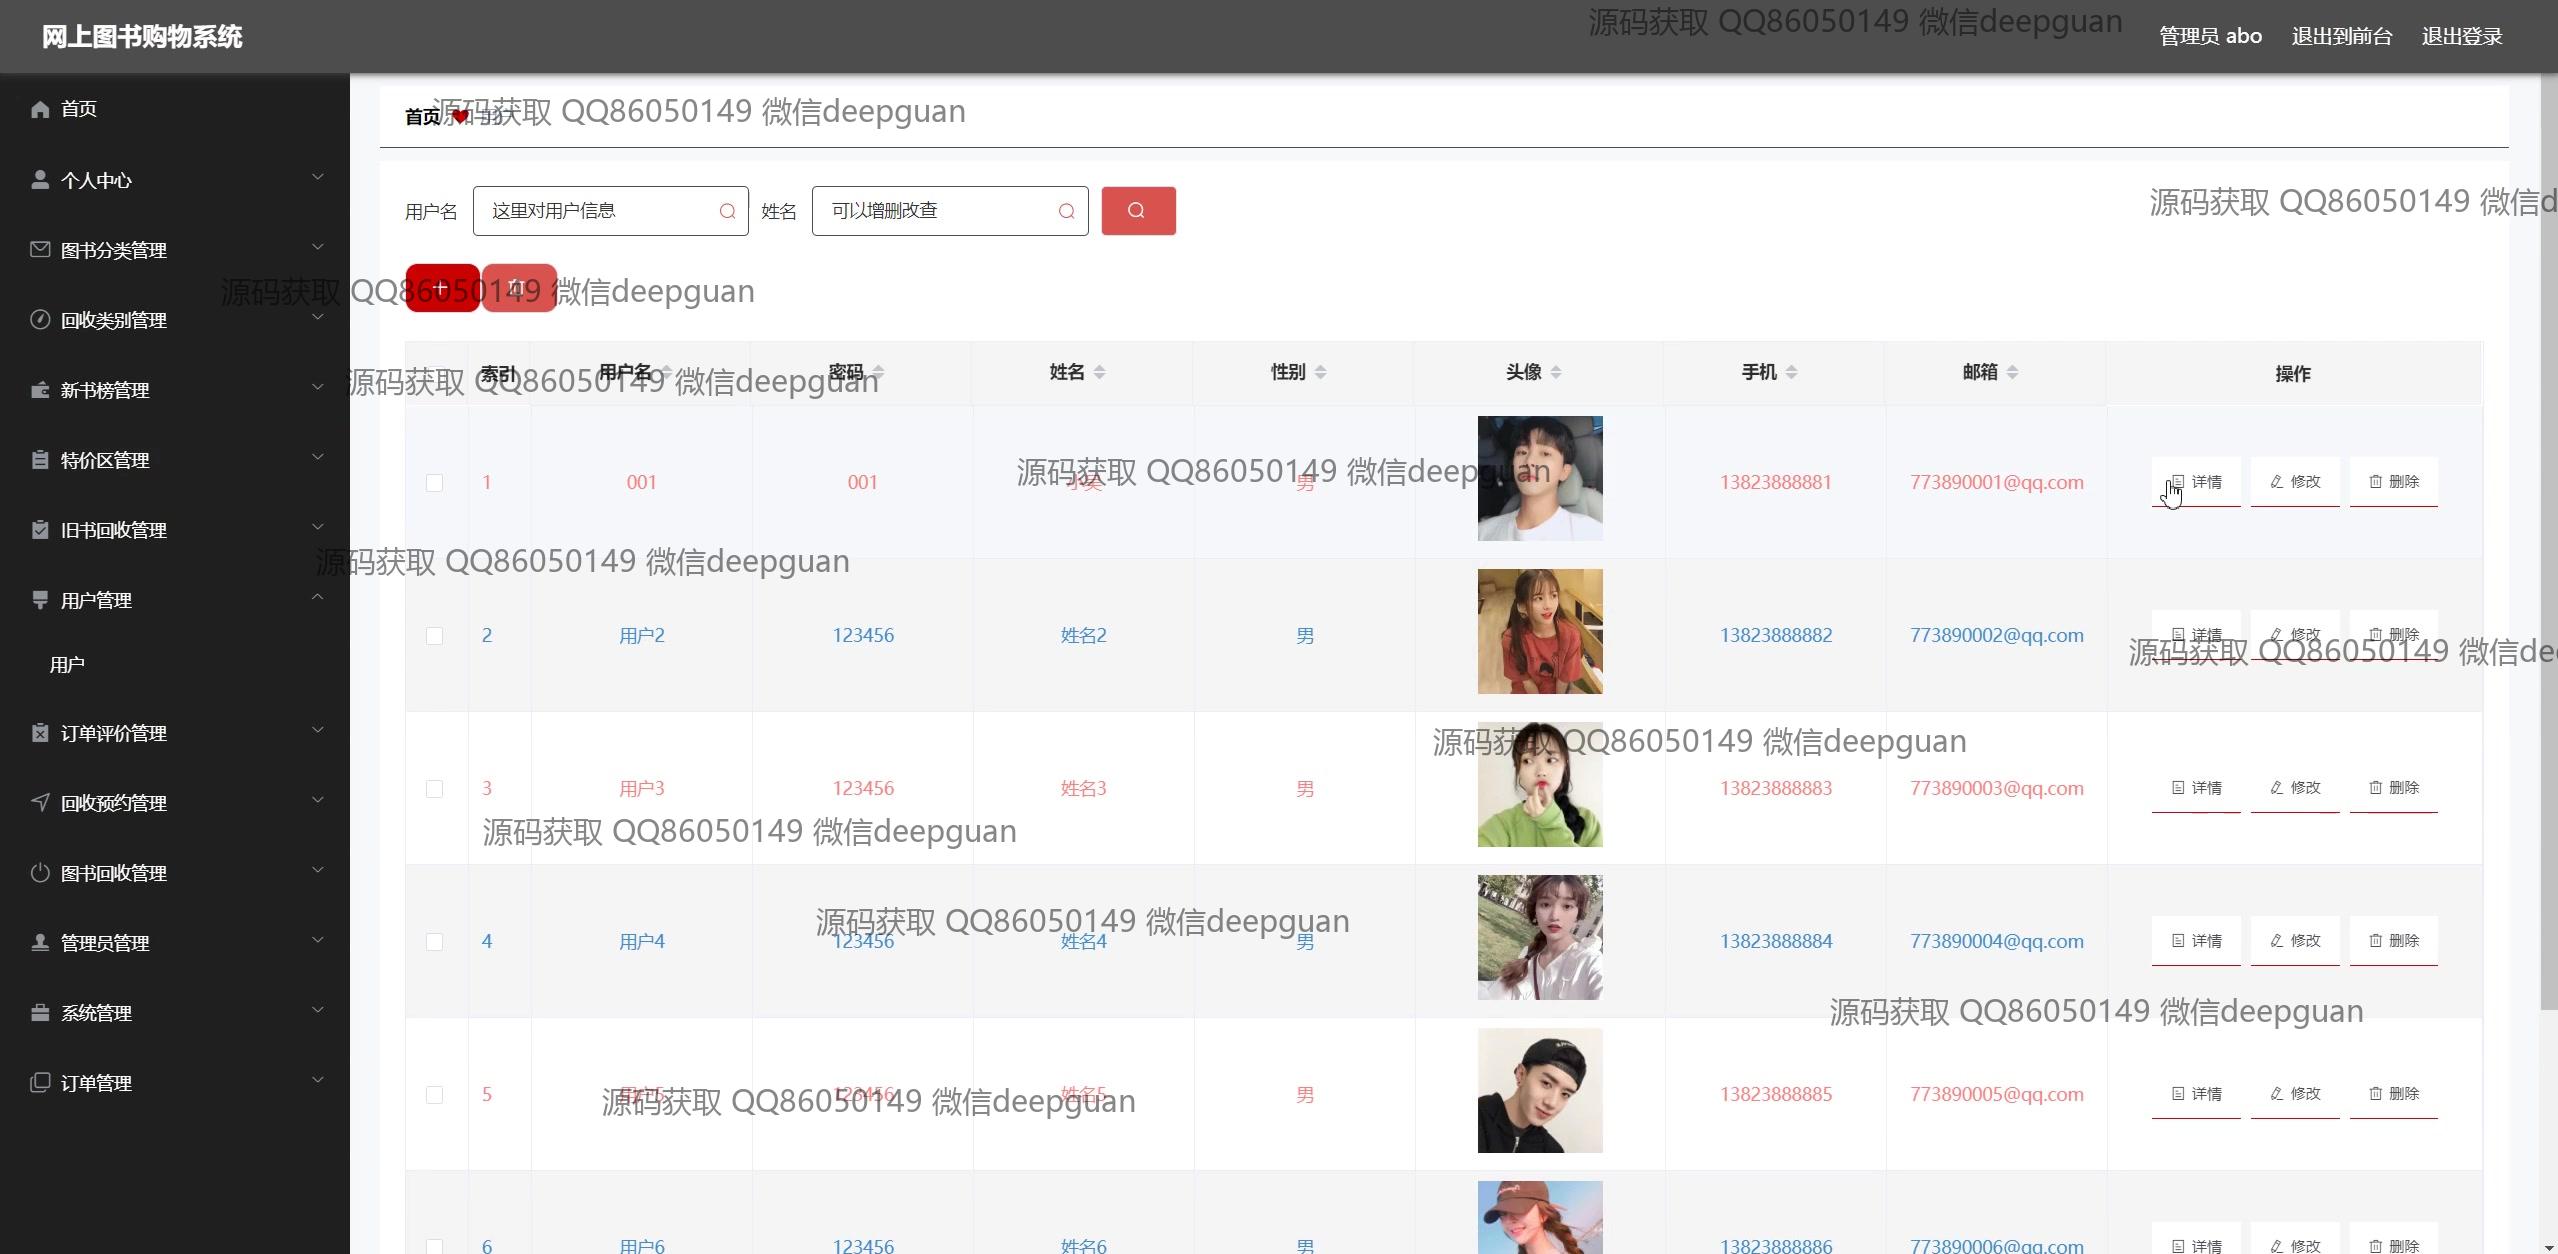 网上图书购物系统
源码获取 QQ86050149 微信deepguan
管理员 abo
退出到前台
退出登录
首页
个人中心
图书分类管理
回收类别管理
新书榜管理
特价区管理
旧书回收管理
用户管理
用户
订单评价管理
回收预约管理
图书回收管理
管理员管理
系统管理
订单管理
首页
用户
源码获取 QQ86050149 微信deepguan
源码获取 QQ86050149 微信d
用户名 这里对用户信息 姓名 可以增删改查
源码获取 QQ86050149 微信deepguan
索引 用户名 密码 姓名 性别 头像 手机 邮箱 操作
源码获取 QQ86050149 微信deepguan
1 001 001 男 13823888881 773890001@qq.com 详情 修改 删除
源码获取 QQ86050149 微信deepguan
源码获取 QQ86050149 微信deepguan
2 用户2 123456 姓名2 男 13823888882 773890002@qq.com 详情 修改 删除
源码获取 QQ86050149 微信de
源码获取 QQ86050149 微信deepguan
3 用户3 123456 姓名3 男 13823888883 773890003@qq.com 详情 修改 删除
源码获取 QQ86050149 微信deepguan
源码获取 QQ86050149 微信deepguan
4 用户4 123456 姓名4 男 13823888884 773890004@qq.com 详情 修改 删除
源码获取 QQ86050149 微信deepguan
5 用户5 123456 姓名5 男 13823888885 773890005@qq.com 详情 修改 删除
源码获取 QQ86050149 微信deepguan
6 用户6 123456 姓名6 男 13823888886 773890006@qq.com 详情 修改 删除